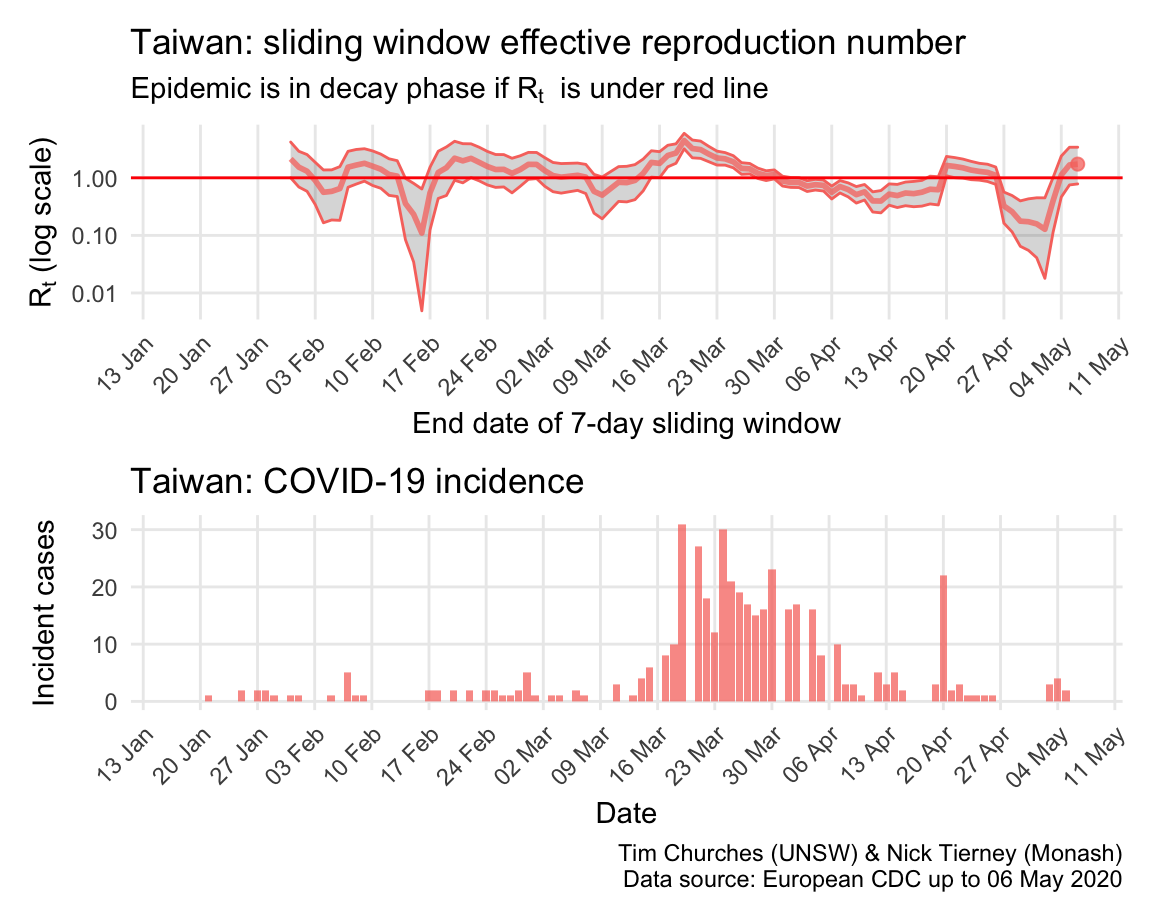 Taiwan: sliding window effective reproduction number
Epidemic is in decay phase if Rt is under red line
Rt (log scale)
1.00
0.10
0.01
13 Jan
20 Jan
27 Jan
03 Feb
10 Feb
17 Feb
24 Feb
02 Mar
09 Mar
16 Mar
23 Mar
30 Mar
06 Apr
13 Apr
20 Apr
27 Apr
04 May
11 May
End date of 7-day sliding window
Taiwan: COVID-19 incidence
Incident cases
30
20
10
0
13 Jan
20 Jan
27 Jan
03 Feb
10 Feb
17 Feb
24 Feb
02 Mar
09 Mar
16 Mar
23 Mar
30 Mar
06 Apr
13 Apr
20 Apr
27 Apr
04 May
11 May
Date
Tim Churches (UNSW) & Nick Tierney (Monash)
Data source: European CDC up to 06 May 2020